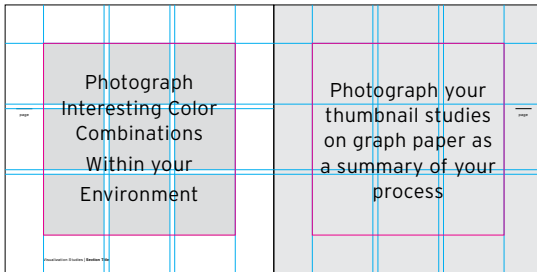 Photograph
Interesting Color
Combinations
Within your
Environment
page
Visualization Studies | Section Title
Photograph your
thumbnail studies
on graph paper as
a summary of your
process
page